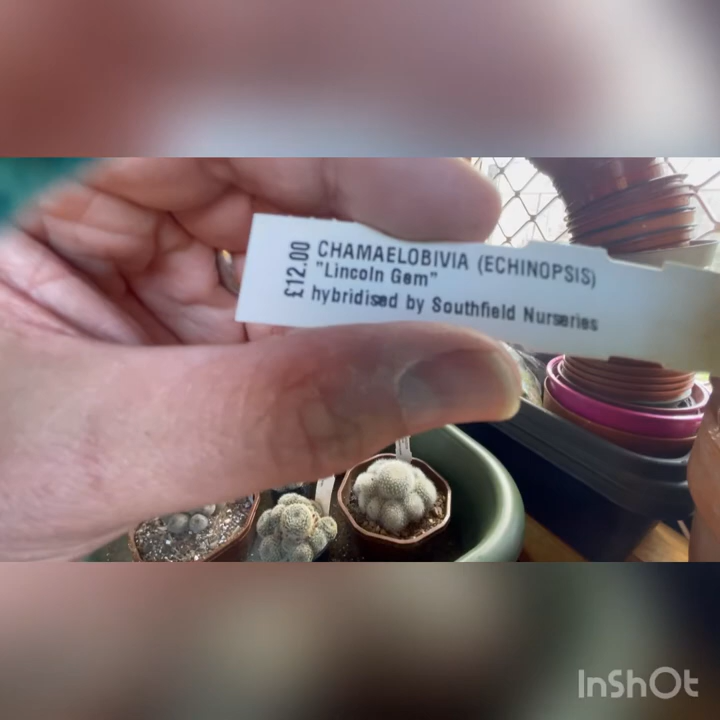 £12.00
CHAMAELOBIVIA (ECHINOPSIS)
"Lincoln Gem"
hybridised by Southfield Nurseries
InShOt